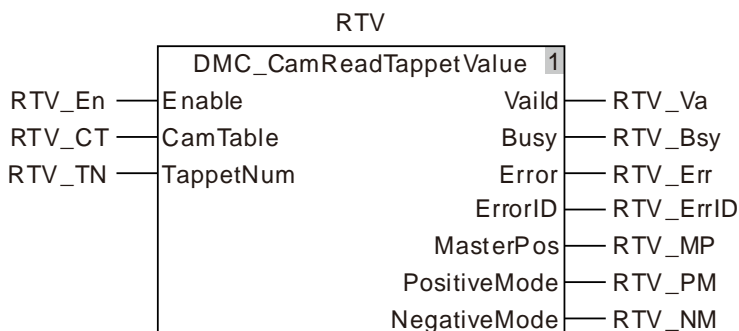 RTV
DMC_CamReadTappetValue 1
RTV_En Enable Vaild RTV_Va
RTV_CT CamTable Busy RTV_Bsy
RTV_TN TappetNum Error RTV_Err
ErrorID RTV_ErrID
MasterPos RTV_MP
PositiveMode RTV_PM
NegativeMode RTV_NM